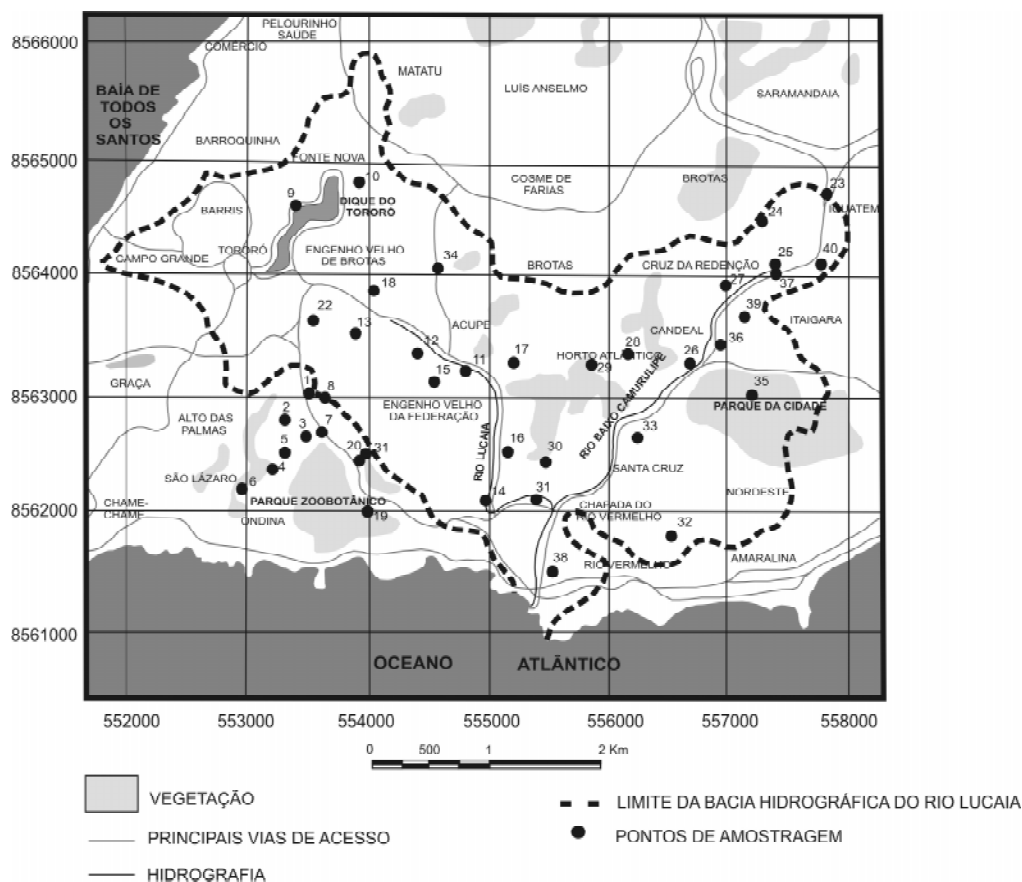 8566000
PELOURINHO
SAÚDE
COMÉRCIO
MATATU
LUÍS ANSELMO
SARAMANDAIA
BAÍA DE
TODOS
OS
SANTOS
BARROQUINHA
8565000
FONTE NOVA
10
9
DIQUE DO
TORORÓ
COSME DE
FARIAS
BROTAS
23
IGUATEM
24
BARRIS
TORÓRÓ
CAMPO GRANDE
ENGENHO VELHO
DE BROTAS
34
BROTAS
CRUZ DA REDENÇÃO
25
40
8564000
37
27
18
22
13
ACUPE
12
11
17
15
HORTO ATLÂNTICO
28
29
CANDEAL
39
ITAIGARA
36
26
35
PARQUE DA CIDADE
GRAÇA
1
8
8563000
ENGENHO VELHO
DA FEDERAÇÃO
ALTO DAS
PALMAS
2
3
7
5
4
20
31
6
SÃO LÁZARO
PARQUE ZOOBOTÂNICO
19
ONDINA
RIO LUCAIA
RIO BAIXO CAMURUJIPE
16
30
33
SANTA CRUZ
NORDESTE
14
31
CHAPADA DO
RIO VERMELHO
32
CHAME-
CHAME
8562000
38
RIO VERMELHO
AMARALINA
8561000
OCEANO ATLÂNTICO
552000 553000 554000 555000 556000 557000 558000
0 500 1 2 Km
VEGETAÇÃO
LIMITE DA BACIA HIDROGRÁFICA DO RIO LUCAIA
PRINCIPAIS VIAS DE ACESSO
PONTOS DE AMOSTRAGEM
HIDROGRAFIA